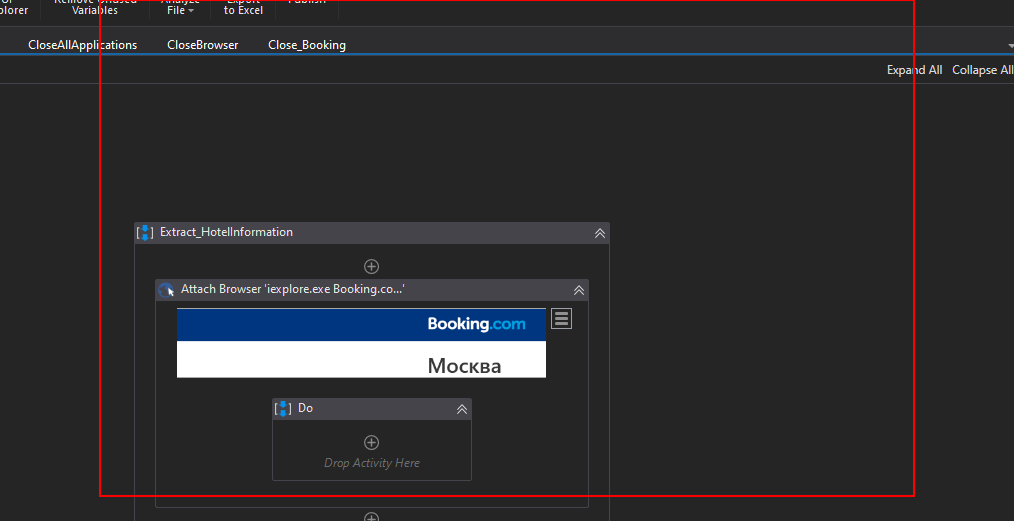 plorer
Remove Unused
Variables
Analyze
File
Export
to Excel
Publish
CloseAllApplications CloseBrowser Close_Booking
Expand All Collapse All
Extract_HotelInformation
Attach Browser 'iexplore.exe Booking.co...'
Booking.com
Москва
Do
Drop Activity Here